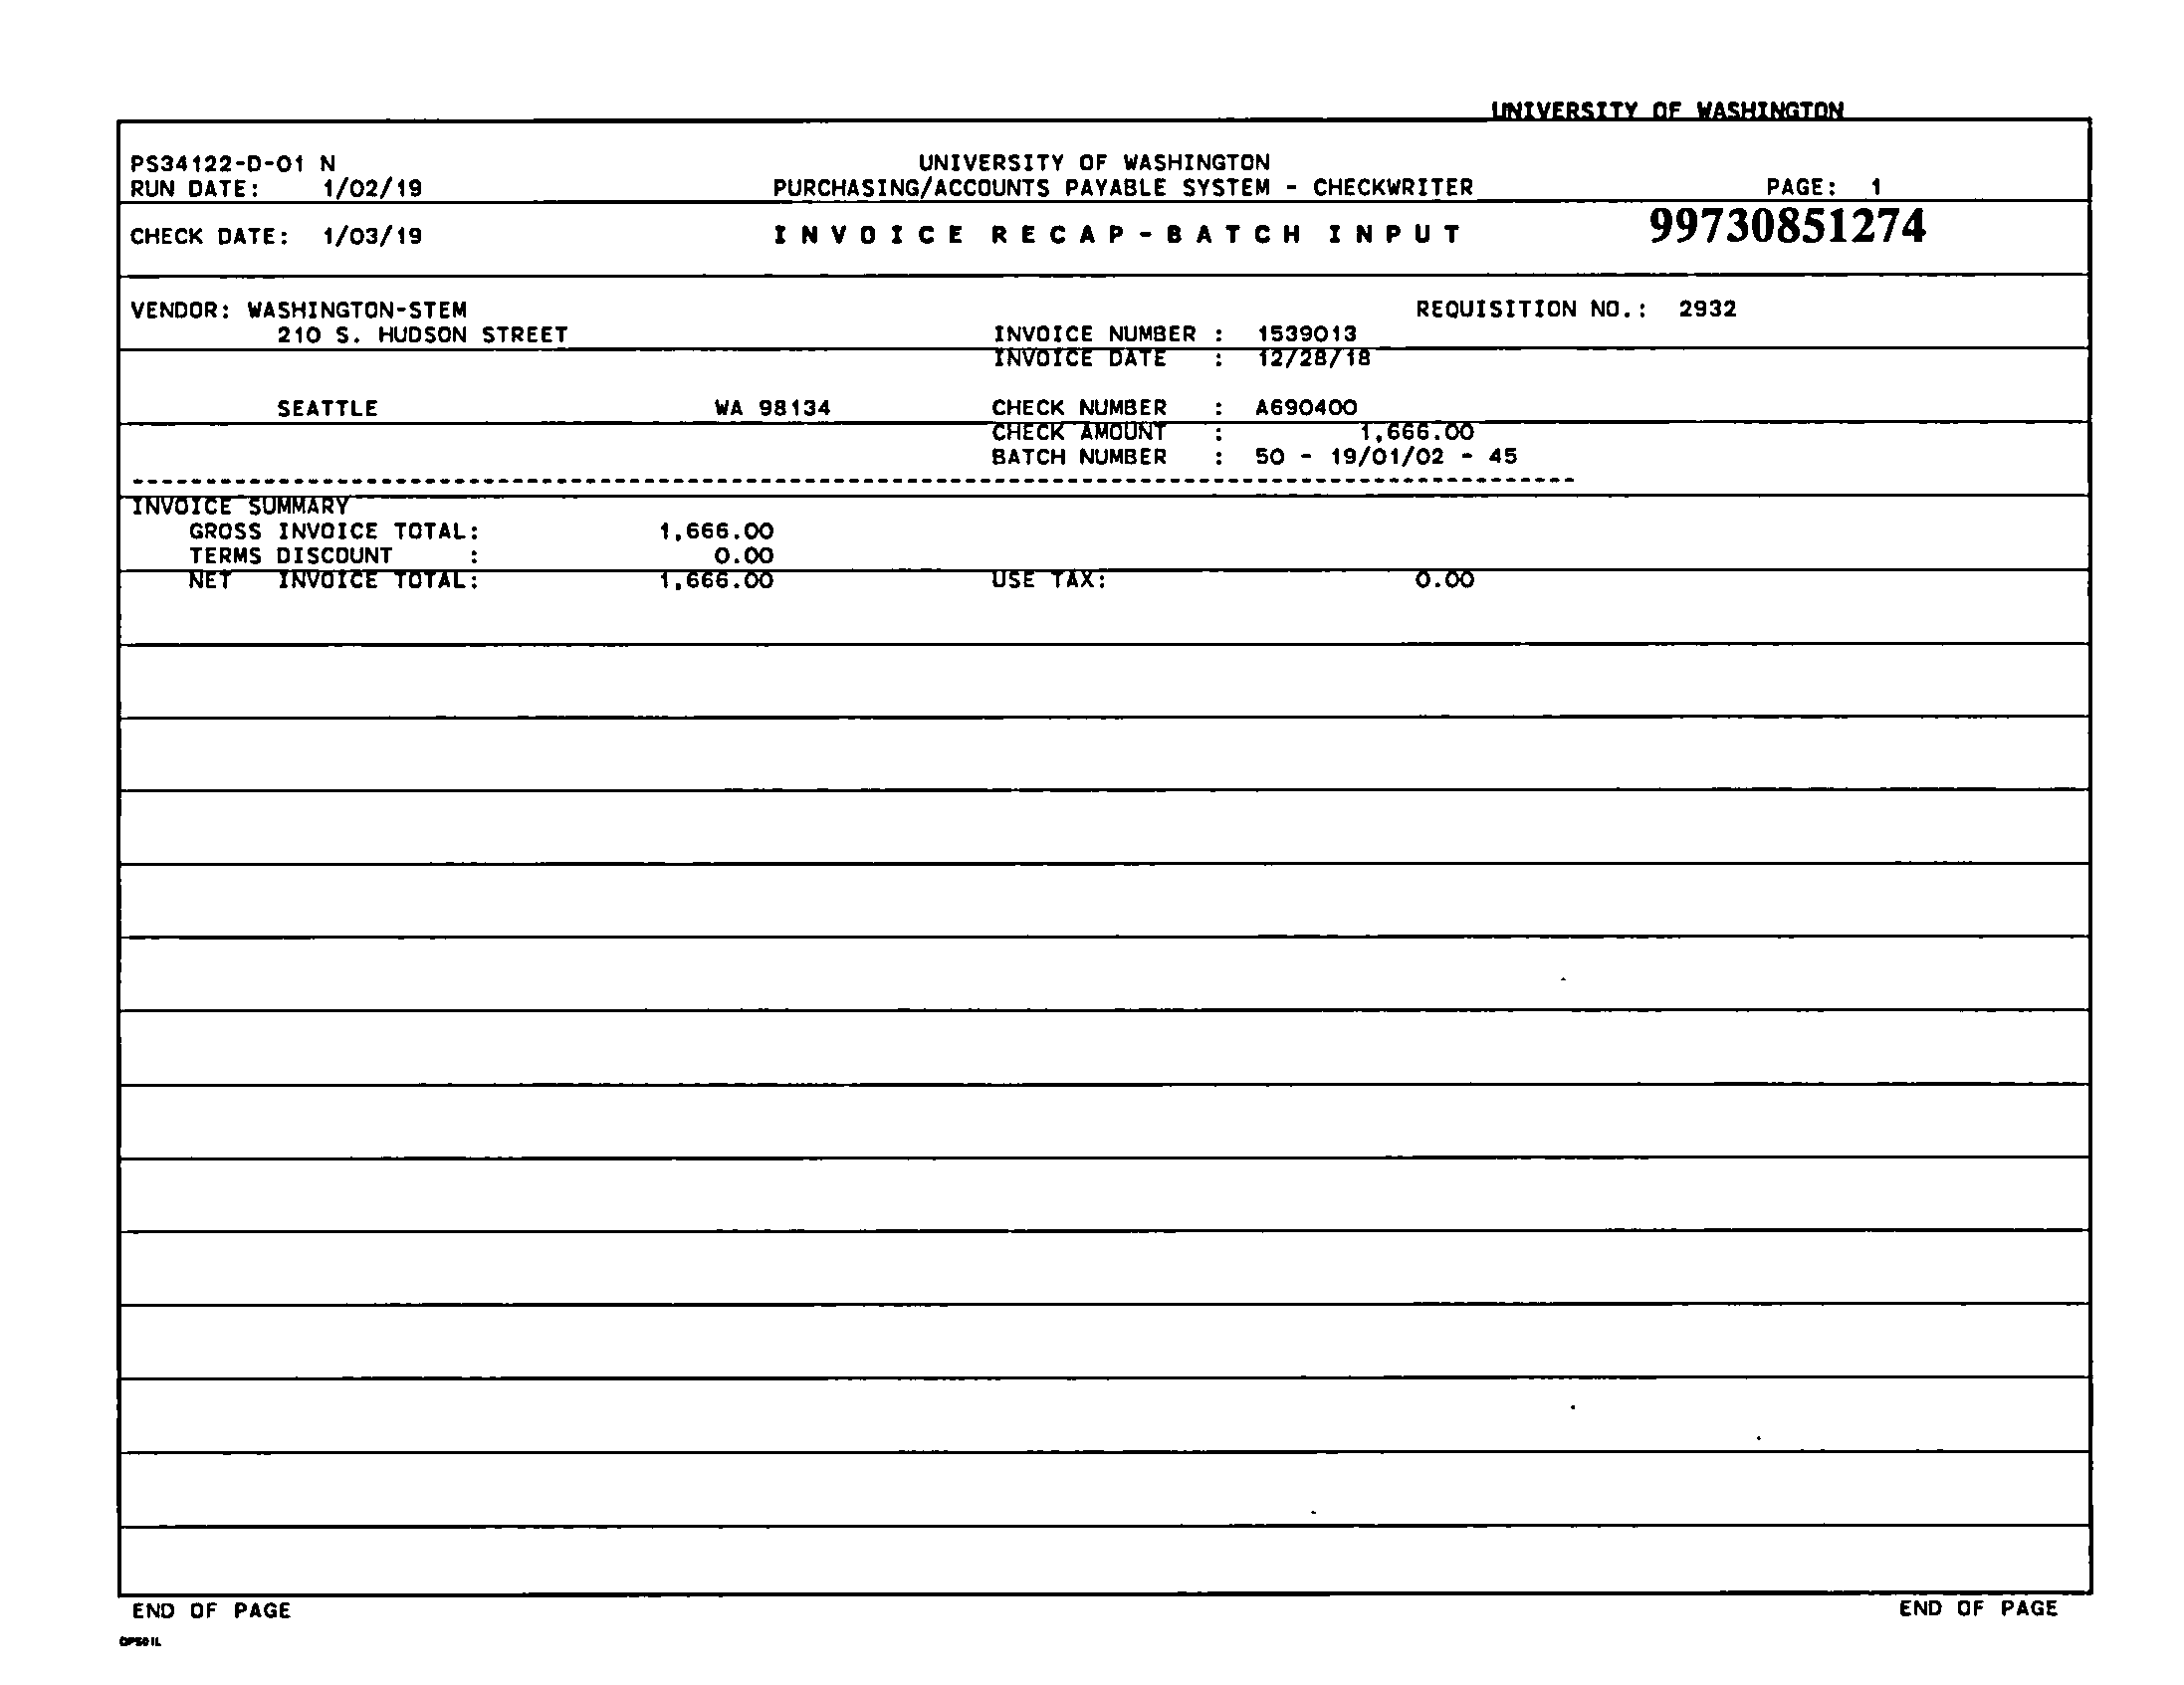 UNIVERSITY OF WASHINGTON
PS34122-D-01 N UNIVERSITY OF WASHINGTON
RUN DATE: 1/02/19 PURCHASING/ACCOUNTS PAYABLE SYSTEM - CHECKWRITER PAGE: 1
CHECK DATE: 1/03/19 INVOICE RECAP-BATCH INPUT 99730851274
VENDOR: WASHINGTON-STEM REQUISITION NO.: 2932
210 S. HUDSON STREET INVOICE NUMBER : 1539013
INVOICE DATE : 12/28/18
SEATTLE WA 98134 CHECK NUMBER : A690400
CHECK AMOUNT : 1,666.00
BATCH NUMBER : 50 - 19/01/02 - 45
INVOICE SUMMARY
GROSS INVOICE TOTAL: 1,666.00
TERMS DISCOUNT : 0.00
NET INVOICE TOTAL: 1,666.00 USE TAX: 0.00
END OF PAGE END OF PAGE